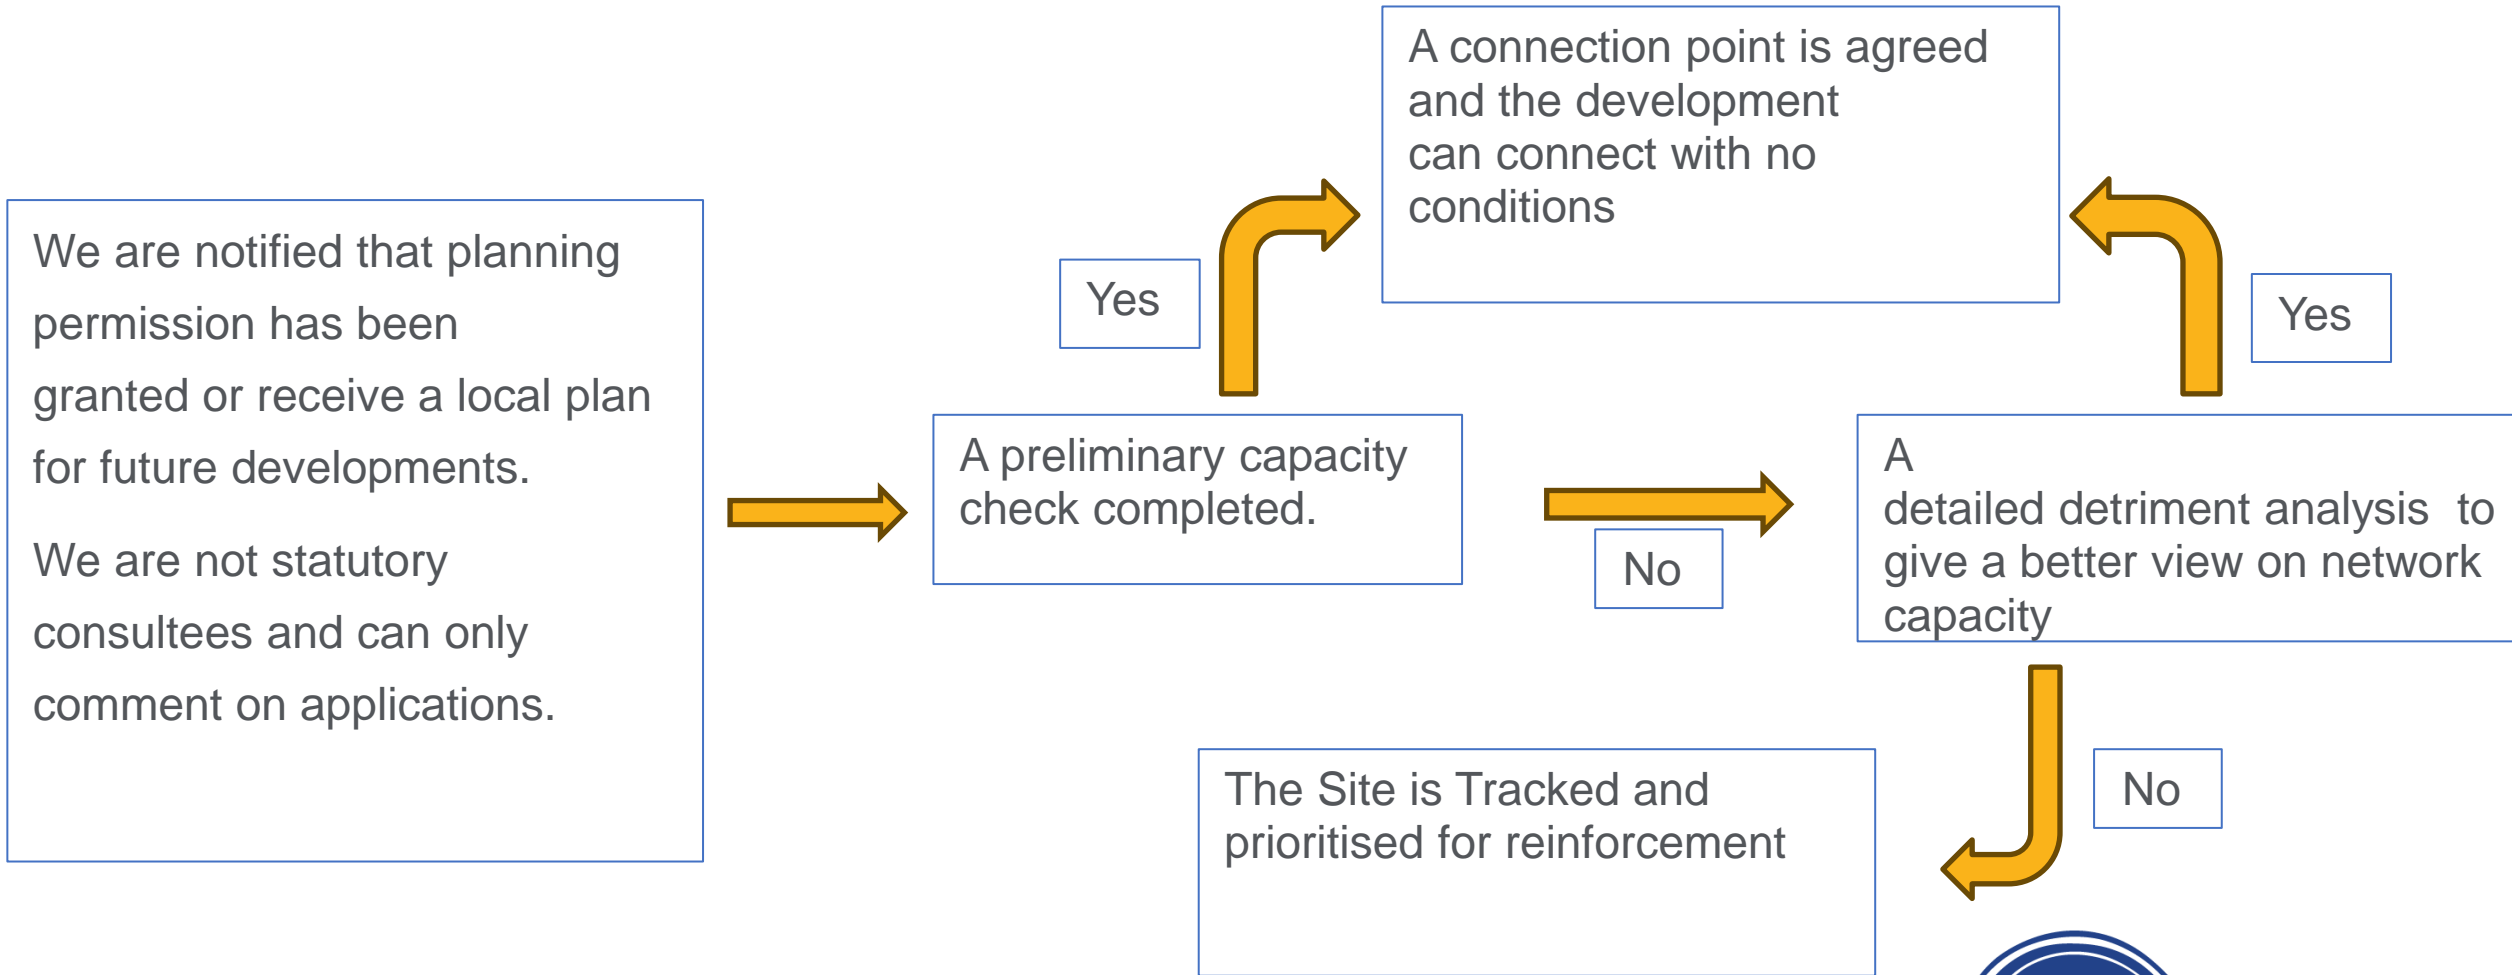 We are notified that planning
permission has been
granted or receive a local plan
for future developments.
We are not statutory
consultees and can only
comment on applications.
A preliminary capacity
check completed.
Yes
A connection point is agreed
and the development
can connect with no
conditions
No
A
detailed detriment analysis to
give a better view on network
capacity
Yes
No
The Site is Tracked and
prioritised for reinforcement